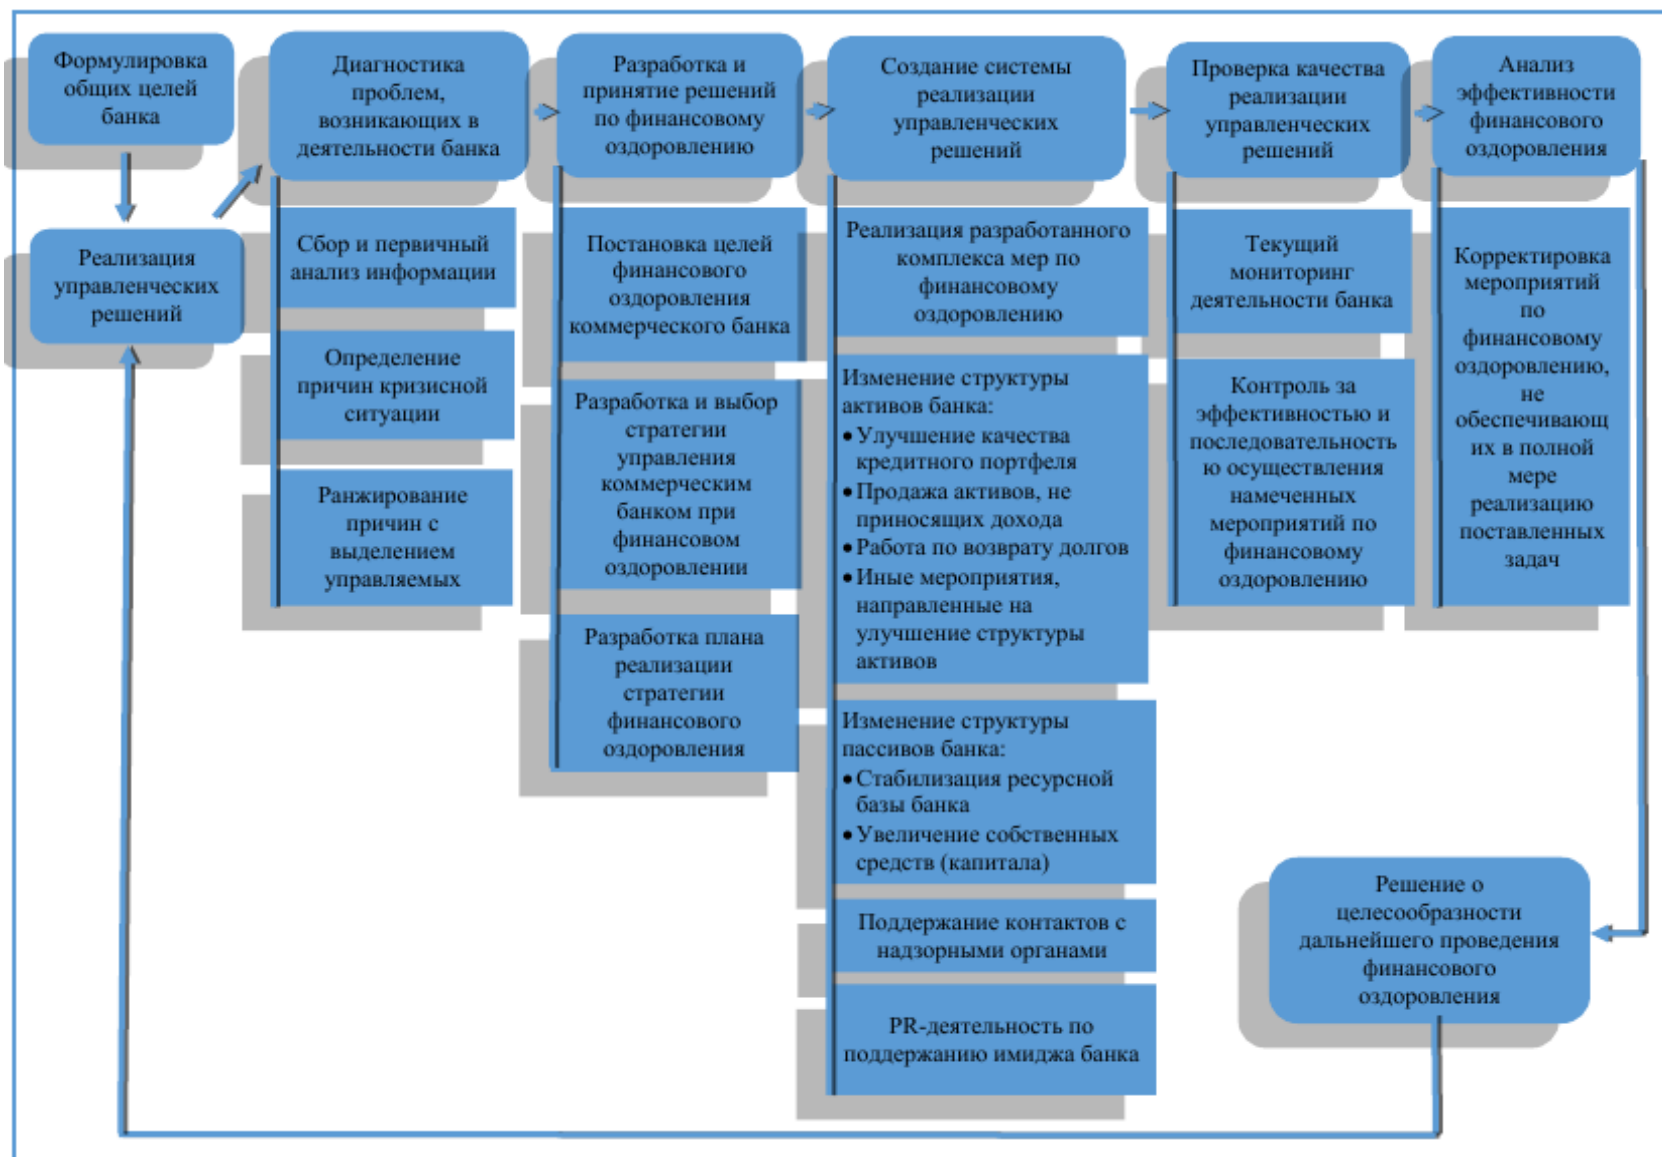 Формулировка
общих целей
банка
Реализация
управленческих
решений
Диагностика
проблем,
возникающих в
деятельности банка
Сбор и первичный
анализ информации
Определение
причин кризисной
ситуации
Ранжирование
причин с
выделением
управляемых
Разработка и
принятие решений
по финансовому
оздоровлению
Постановка целей
финансового
оздоровления
коммерческого банка
Разработка и выбор
стратегии
управления
коммерческим
банком при
финансовом
оздоровлении
Разработка плана
реализации
стратегии
финансового
оздоровления
Создание системы
реализации
управленческих
решений
Реализация разработанного
комплекса мер по
финансовому
оздоровлению
Изменение структуры
активов банка:
• Улучшение качества
кредитного портфеля
• Продажа активов, не
приносящих дохода
• Работа по возврату долгов
• Иные мероприятия,
направленные на
улучшение структуры
активов
Изменение структуры
пассивов банка:
• Стабилизация ресурсной
базы банка
• Увеличение собственных
средств (капитала)
Поддержание контактов с
надзорными органами
PR-деятельность по
поддержанию имиджа банка
Проверка качества
реализации
управленческих
решений
Текущий
мониторинг
деятельности банка
Контроль за
эффективностью и
последовательность
ю осуществления
намеченных
мероприятий по
финансовому
оздоровлению
Анализ
эффективности
финансового
оздоровления
Корректировка
мероприятий
по
финансовому
оздоровлению,
не
обеспечивающ
их в полной
мере
реализацию
поставленных
задач
Решение о
целесообразности
дальнейшего проведения
финансового
оздоровления